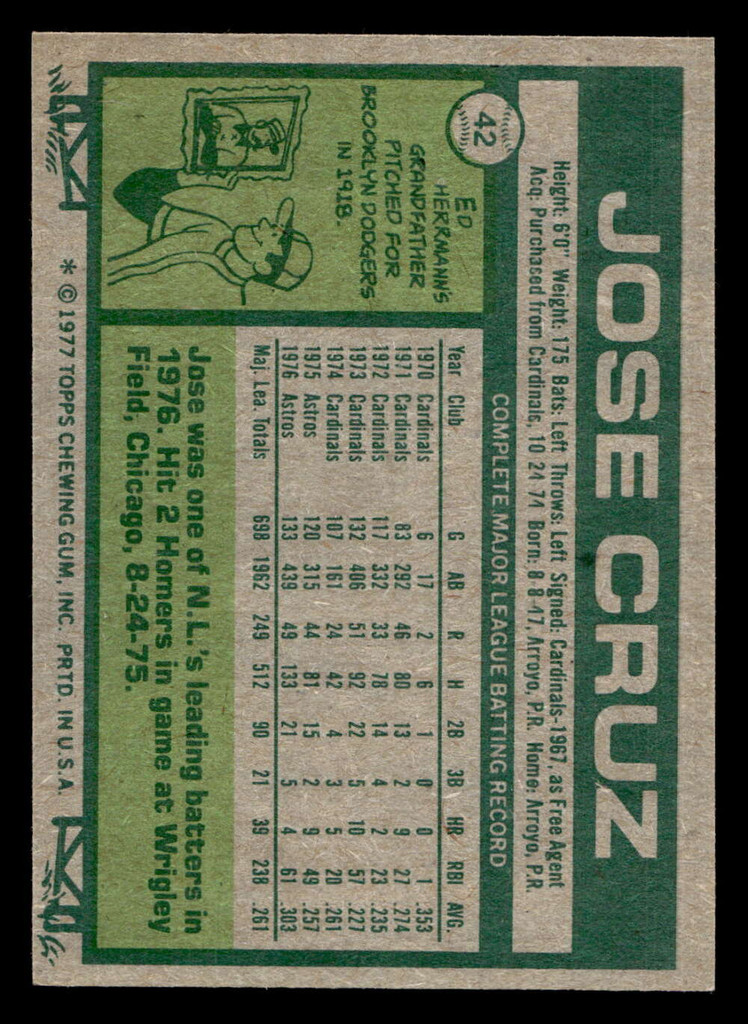 42
JOSE CRUZ
Height: 6'0" Weight: 175 Bats: Left Throws: Left Signed: Cardinals-1967, as Free Agent
Acq: Purchased from Cardinals, 10 24 74 Born: 8 8 47, Arroyo, P.R. Home: Arroyo, P.R.
ED
HERRMANN'S
GRANDFATHER
PITCHED FOR
BROOKLYN DODGERS
IN 1918.
COMPLETE MAJOR LEAGUE BATTING RECORD
Year Club G AB R H 2B 3B HR RBI AVG.
1970 Cardinals 6 17 2 6 1 0 0 1 .353
1971 Cardinals 83 292 46 80 13 2 9 27 .274
1972 Cardinals 117 332 33 78 14 4 2 23 .235
1973 Cardinals 132 406 51 92 22 5 10 57 .227
1974 Cardinals 107 161 24 42 4 3 5 20 .261
1975 Astros 120 315 44 81 15 2 9 49 .257
1976 Astros 133 439 49 133 21 5 4 61 .303
Maj. Lea. Totals 698 1962 249 512 90 21 39 238 .261
Jose was one of N.L.'s leading batters in
1976. Hit 2 Homers in game at Wrigley
Field, Chicago, 8-24-75.
* © 1977 TOPPS CHEWING GUM, INC. PRTD. IN U.S.A.